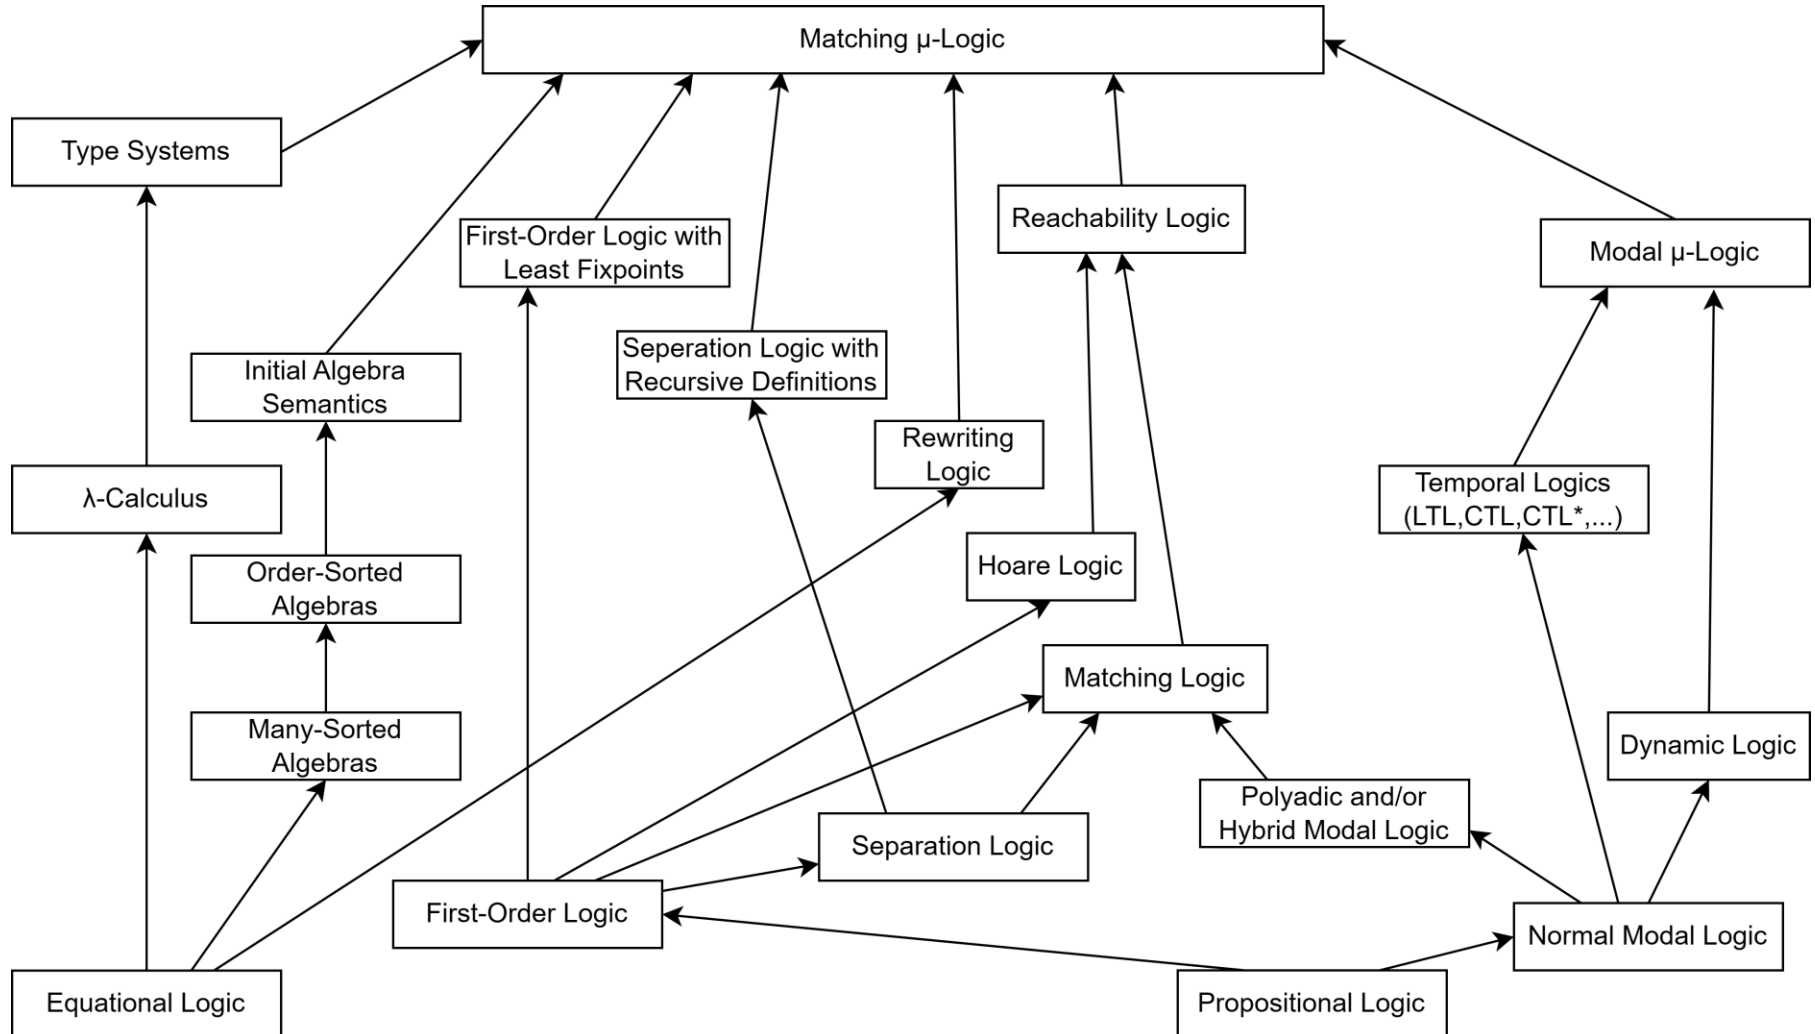 Matching μ-Logic
Type Systems
Reachability Logic
First-Order Logic with
Least Fixpoints
Modal μ-Logic
Seperation Logic with
Recursive Definitions
Initial Algebra
Semantics
Rewriting
Logic
λ-Calculus
Temporal Logics
(LTL,CTL,CTL*,...)
Hoare Logic
Order-Sorted
Algebras
Matching Logic
Many-Sorted
Algebras
Dynamic Logic
Polyadic and/or
Hybrid Modal Logic
Separation Logic
First-Order Logic
Normal Modal Logic
Equational Logic
Propositional Logic